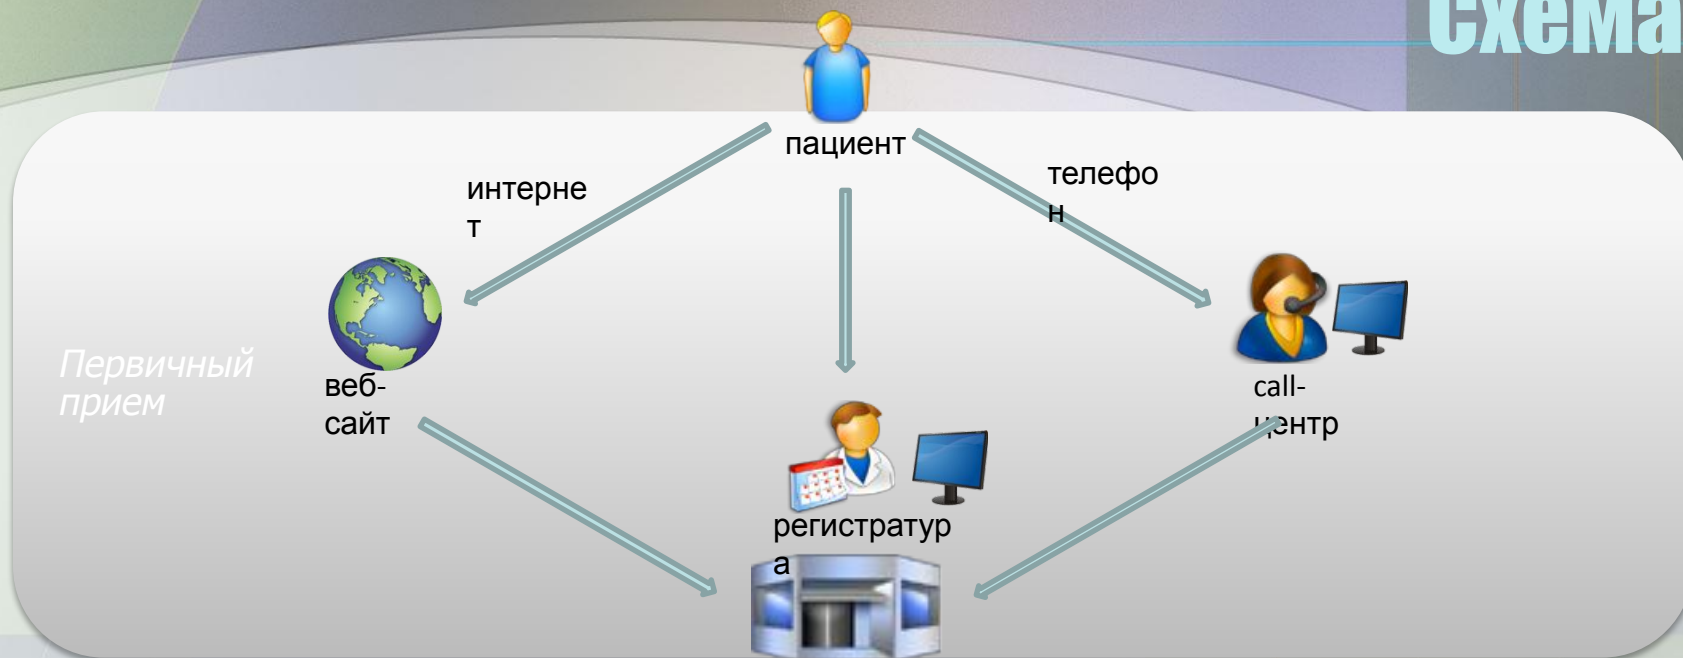 Схема
пациент
интерне
т
телефо
н
Первичный
прием
веб-
сайт
call-
центр
регистратур
а